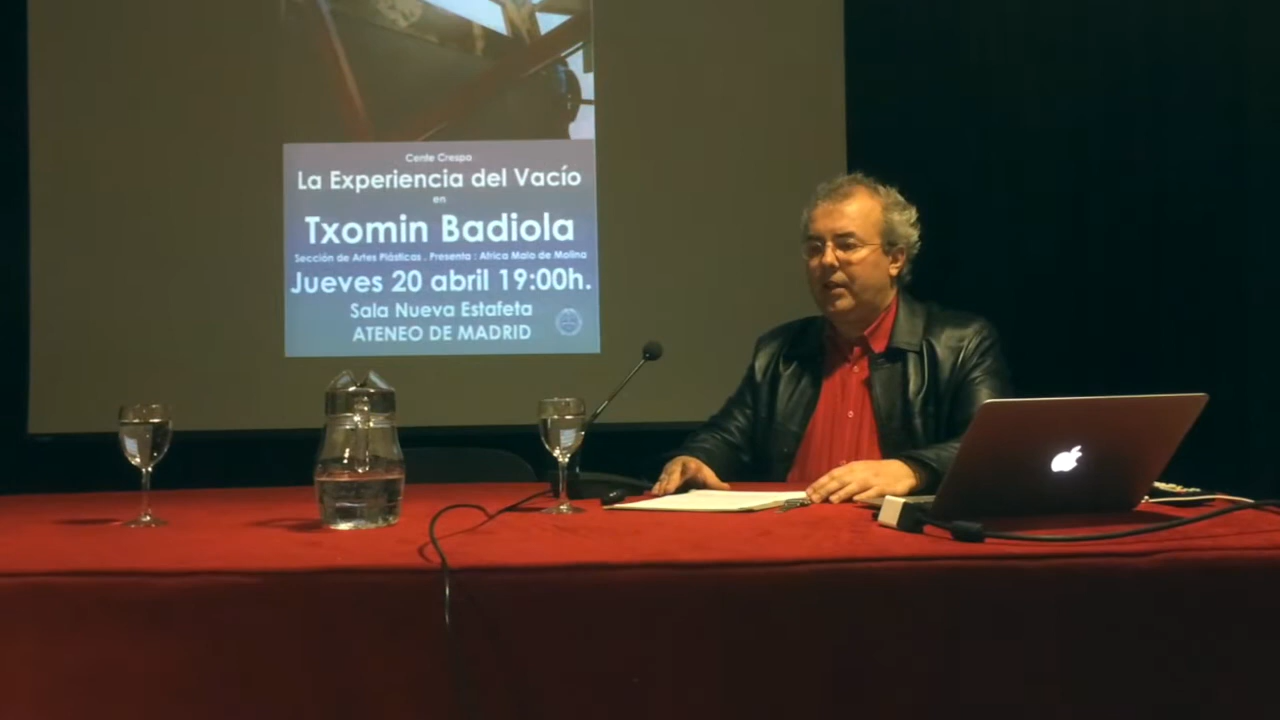 Cente Crespo
La Experiencia del Vacío
en
Txomin Badiola
Sección de Artes Plásticas . Presenta : Africa Malo de Molina
Jueves 20 abril 19:00h.
Sala Nueva Estafeta
ATENEO DE MADRID